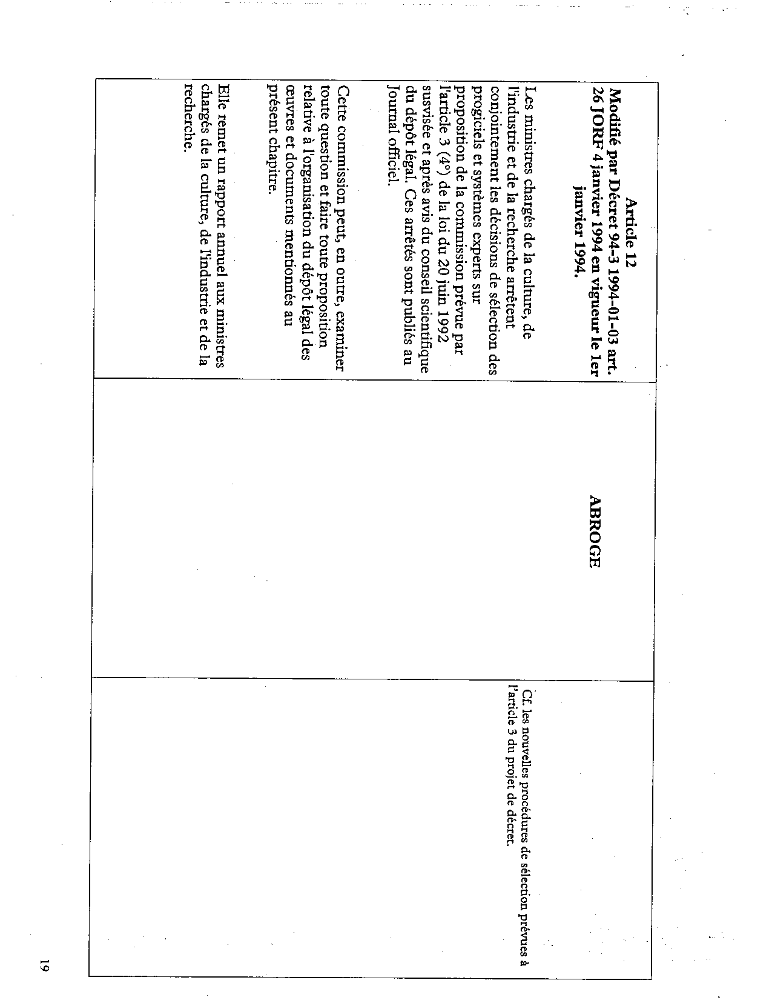 Article 12
Modifié par Décret 94-3 1994-01-03 art.
26 JORF 4 janvier 1994 en vigueur le 1er
janvier 1994.
Les ministres chargés de la culture, de
l'industrie et de la recherche arrêtent
conjointement les décisions de sélection des
progiciels et systèmes experts sur
proposition de la commission prévue par
l'article 3 (4°) de la loi du 20 juin 1992
susvisée et après avis du conseil scientifique
du dépôt légal. Ces arrêtés sont publiés au
Journal officiel.
Cette commission peut, en outre, examiner
toute question et faire toute proposition
relative à l'organisation du dépôt légal des
œuvres et documents mentionnés au
présent chapitre.
Elle remet un rapport annuel aux ministres
chargés de la culture, de l'industrie et de la
recherche.
ABROGE
Cf. les nouvelles procédures de sélection prévues à
l'article 3 du projet de décret.
19